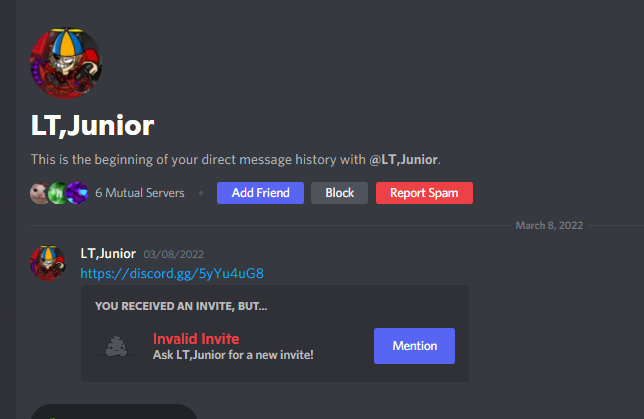 LT,Junior
This is the beginning of your direct message history with @LT,Junior.
6 Mutual Servers • Add Friend Block Report Spam
March 8, 2022
LT,Junior 03/08/2022
https://discord.gg/5yYu4uG8
YOU RECEIVED AN INVITE, BUT...
Invalid Invite
Ask LT,Junior for a new invite!
Mention